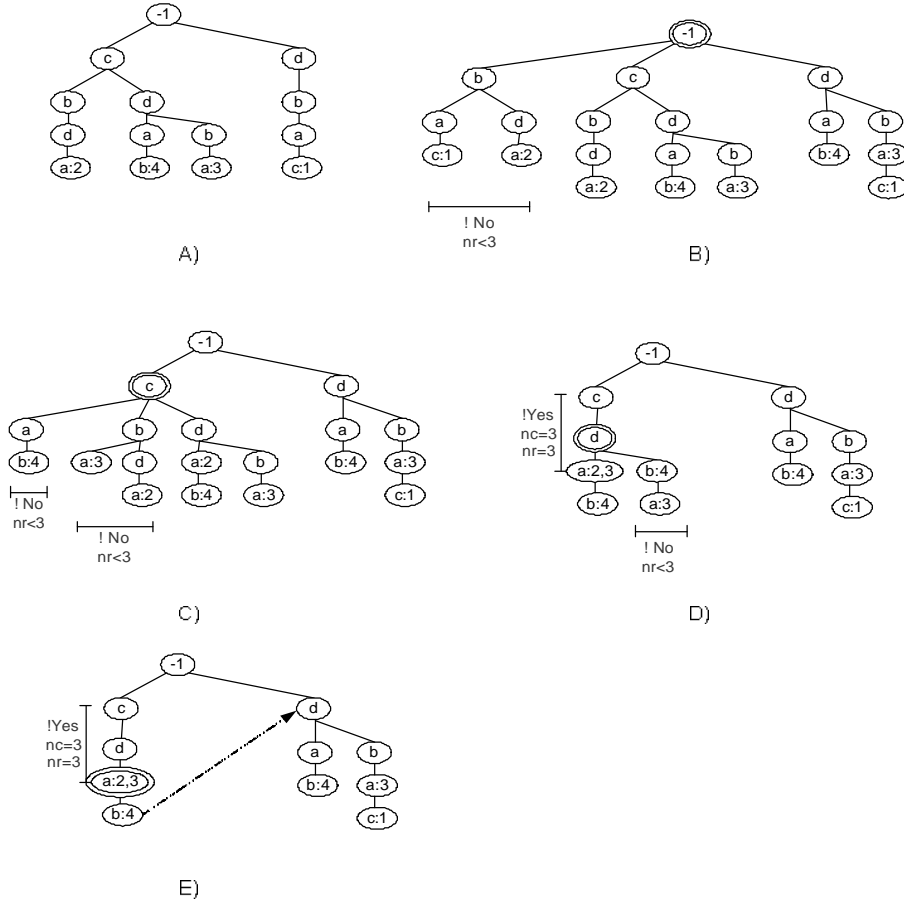 -1
c d
b d b
d a b a
a:2 b:4 a:3 c:1
A)
-1
b c d
a d b d a b
c:1 a:2 d a b b:4 a:3
a:2 b:4 a:3 c:1
! No
nr<3
B)
-1
c d
a b d a b
b:4 a:3 d a:2 b b:4 a:3
a:2 b:4 a:3 c:1
! No
nr<3
! No
nr<3
C)
-1
c d
!Yes
nc=3
nr=3
d a b
a:2,3 b:4 b:4 a:3
b:4 a:3 c:1
! No
nr<3
D)
-1
c d
!Yes
nc=3
nr=3
d a b
a:2,3 b:4 a:3
b:4 c:1
E)